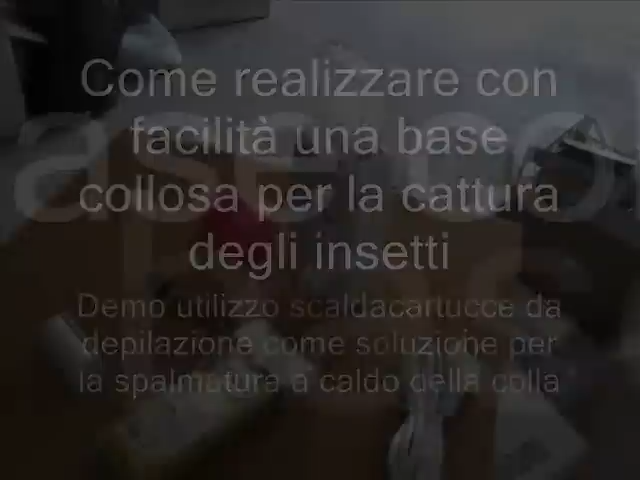 Come realizzare con
facilità una base
collosa per la cattura
degli insetti
Demo utilizzo scaldacartucce da
depilazione come soluzione per
la spalmatura a caldo della colla